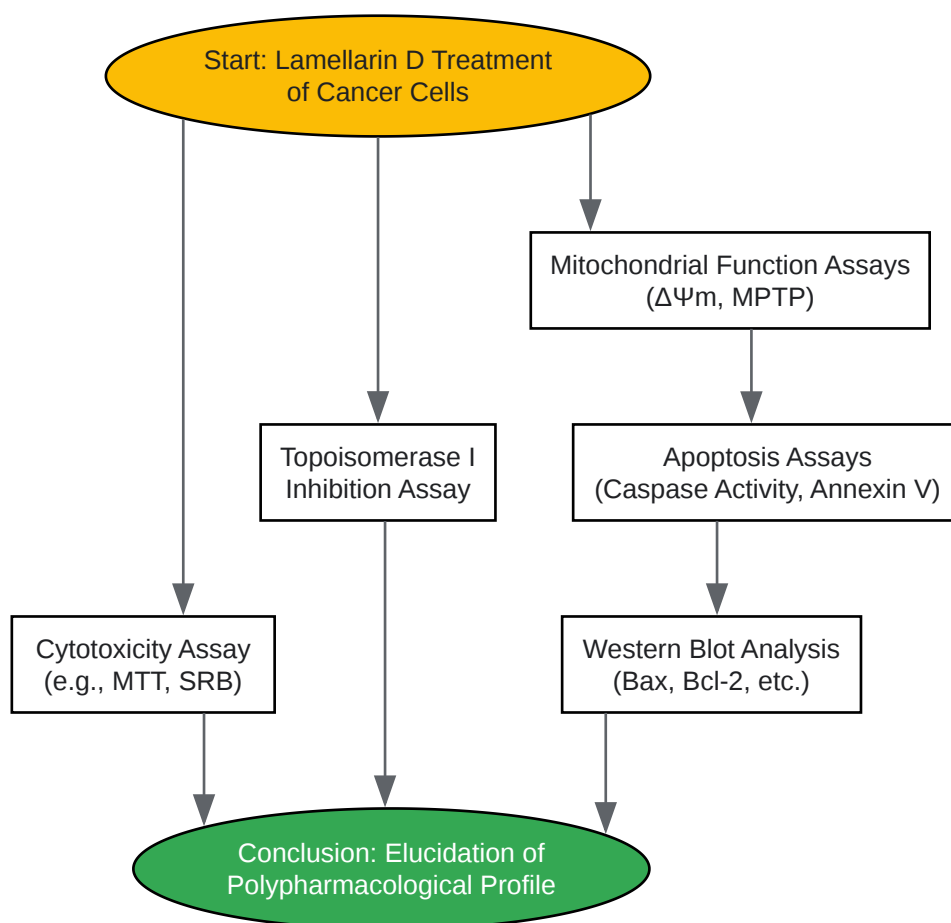 Start: Lamellarin D Treatment
of Cancer Cells
Mitochondrial Function Assays
(ΔΨm, MPTP)
Topoisomerase I
Inhibition Assay
Apoptosis Assays
(Caspase Activity, Annexin V)
Cytotoxicity Assay
(e.g., MTT, SRB)
Western Blot Analysis
(Bax, Bcl-2, etc.)
Conclusion: Elucidation of
Polypharmacological Profile